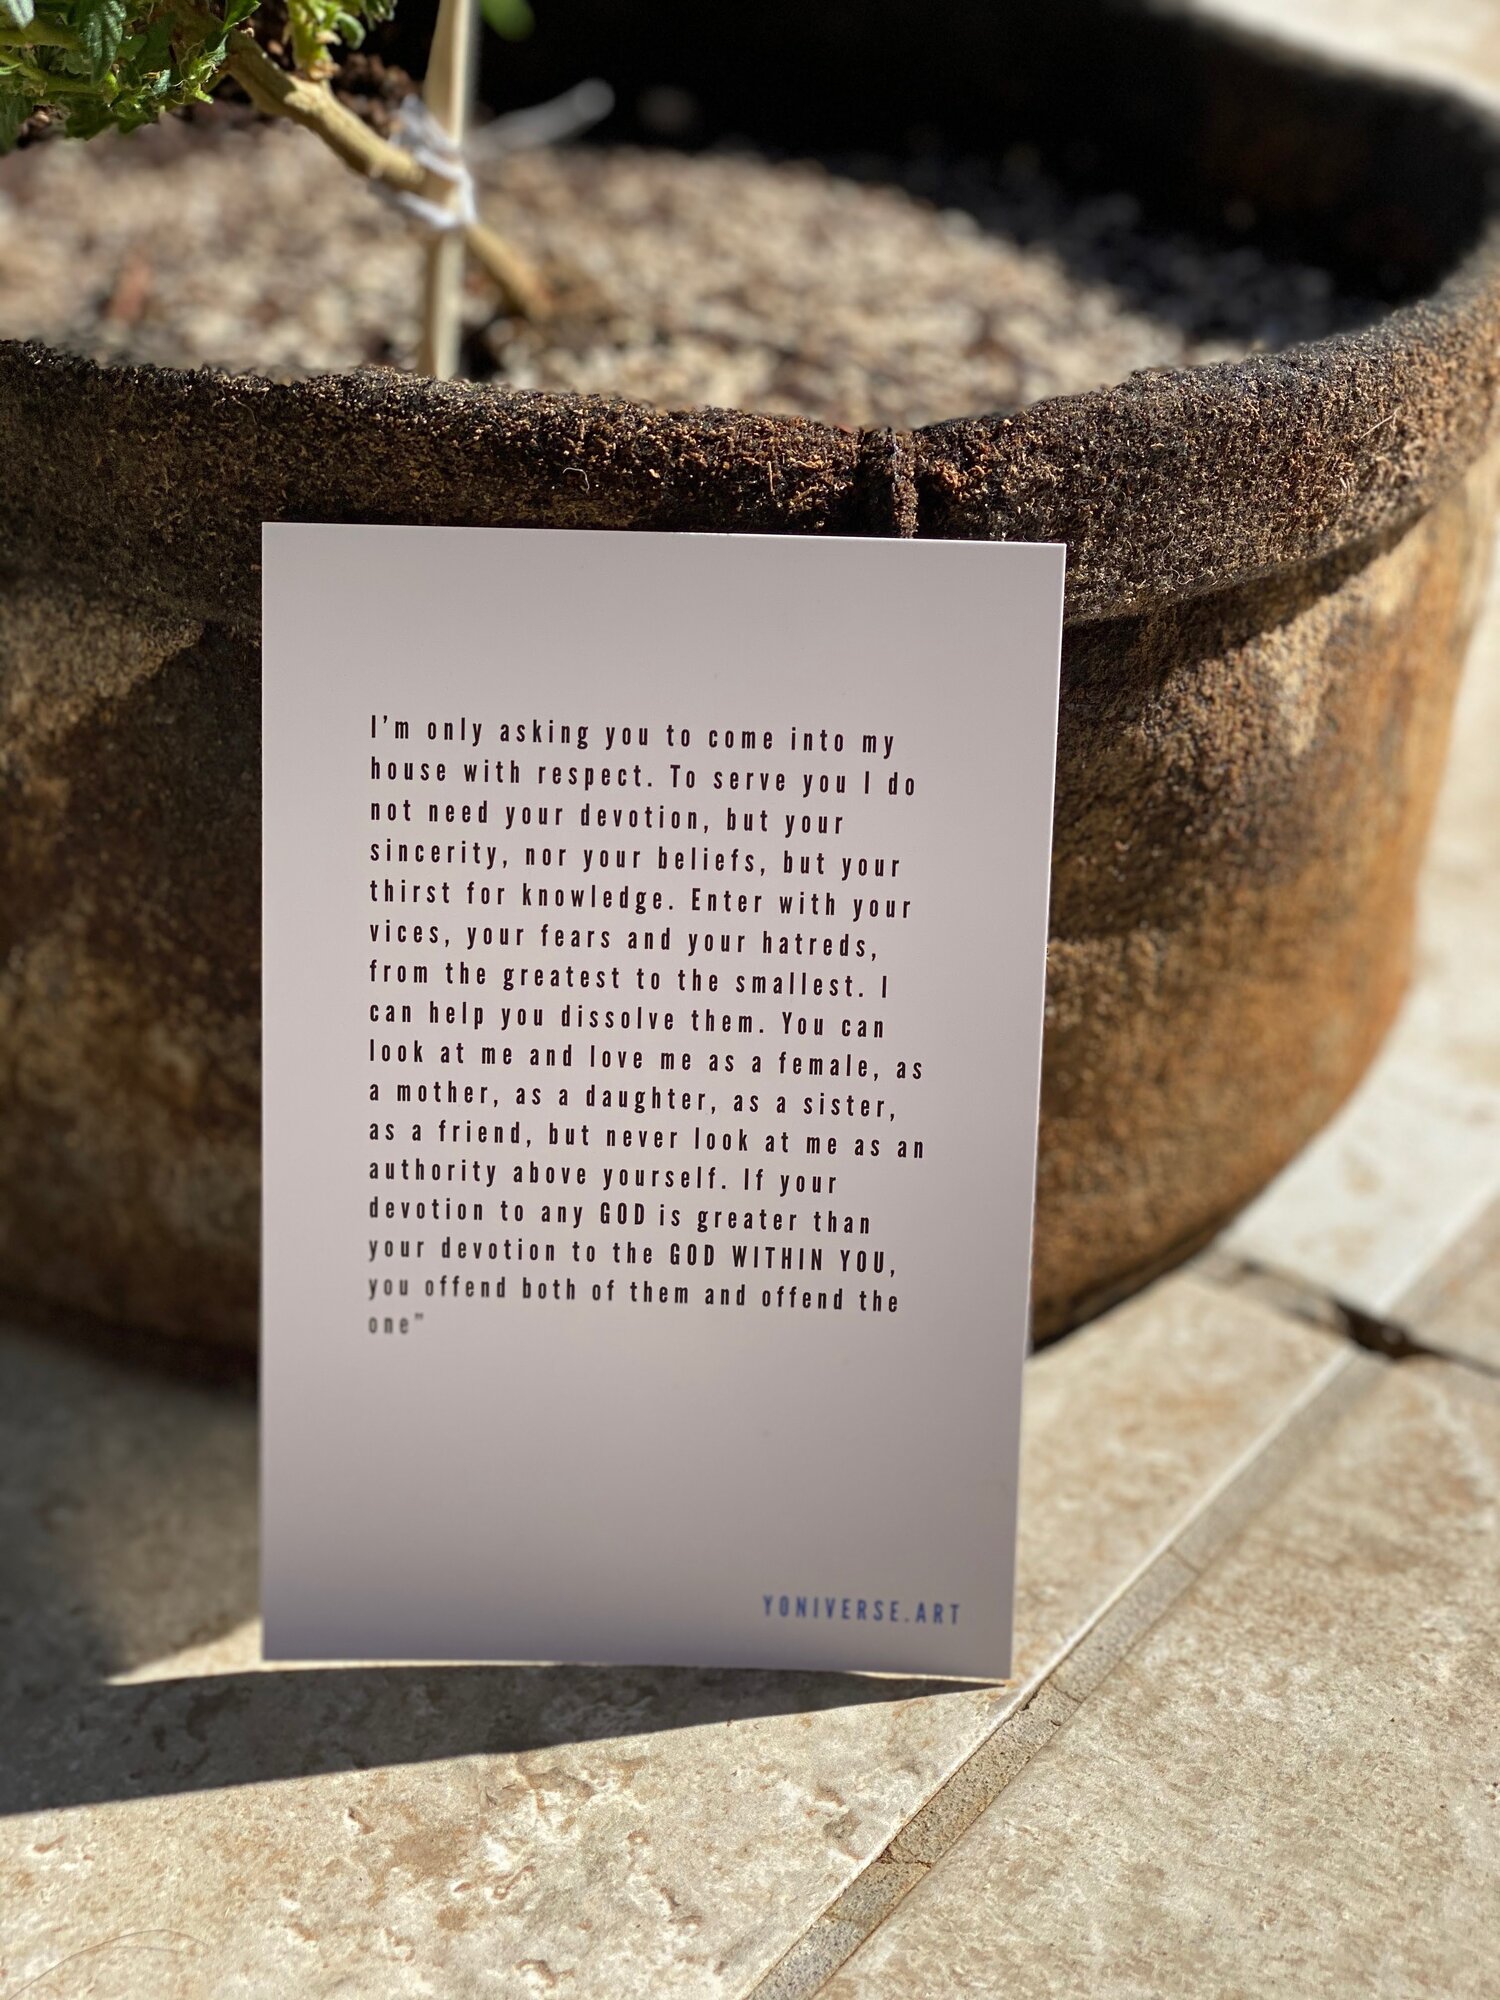 I'm only asking you to come into my
house with respect. To serve you I do
not need your devotion, but your
sincerity, nor your beliefs, but your
thirst for knowledge. Enter with your
vices, your fears and your hatreds,
from the greatest to the smallest. I
can help you dissolve them. You can
look at me and love me as a female, as
a mother, as a daughter, as a sister,
as a friend, but never look at me as an
authority above yourself. If your
devotion to any GOD is greater than
your devotion to the GOD WITHIN YOU,
you offend both of them and offend the
one"
YONIVERSE.ART